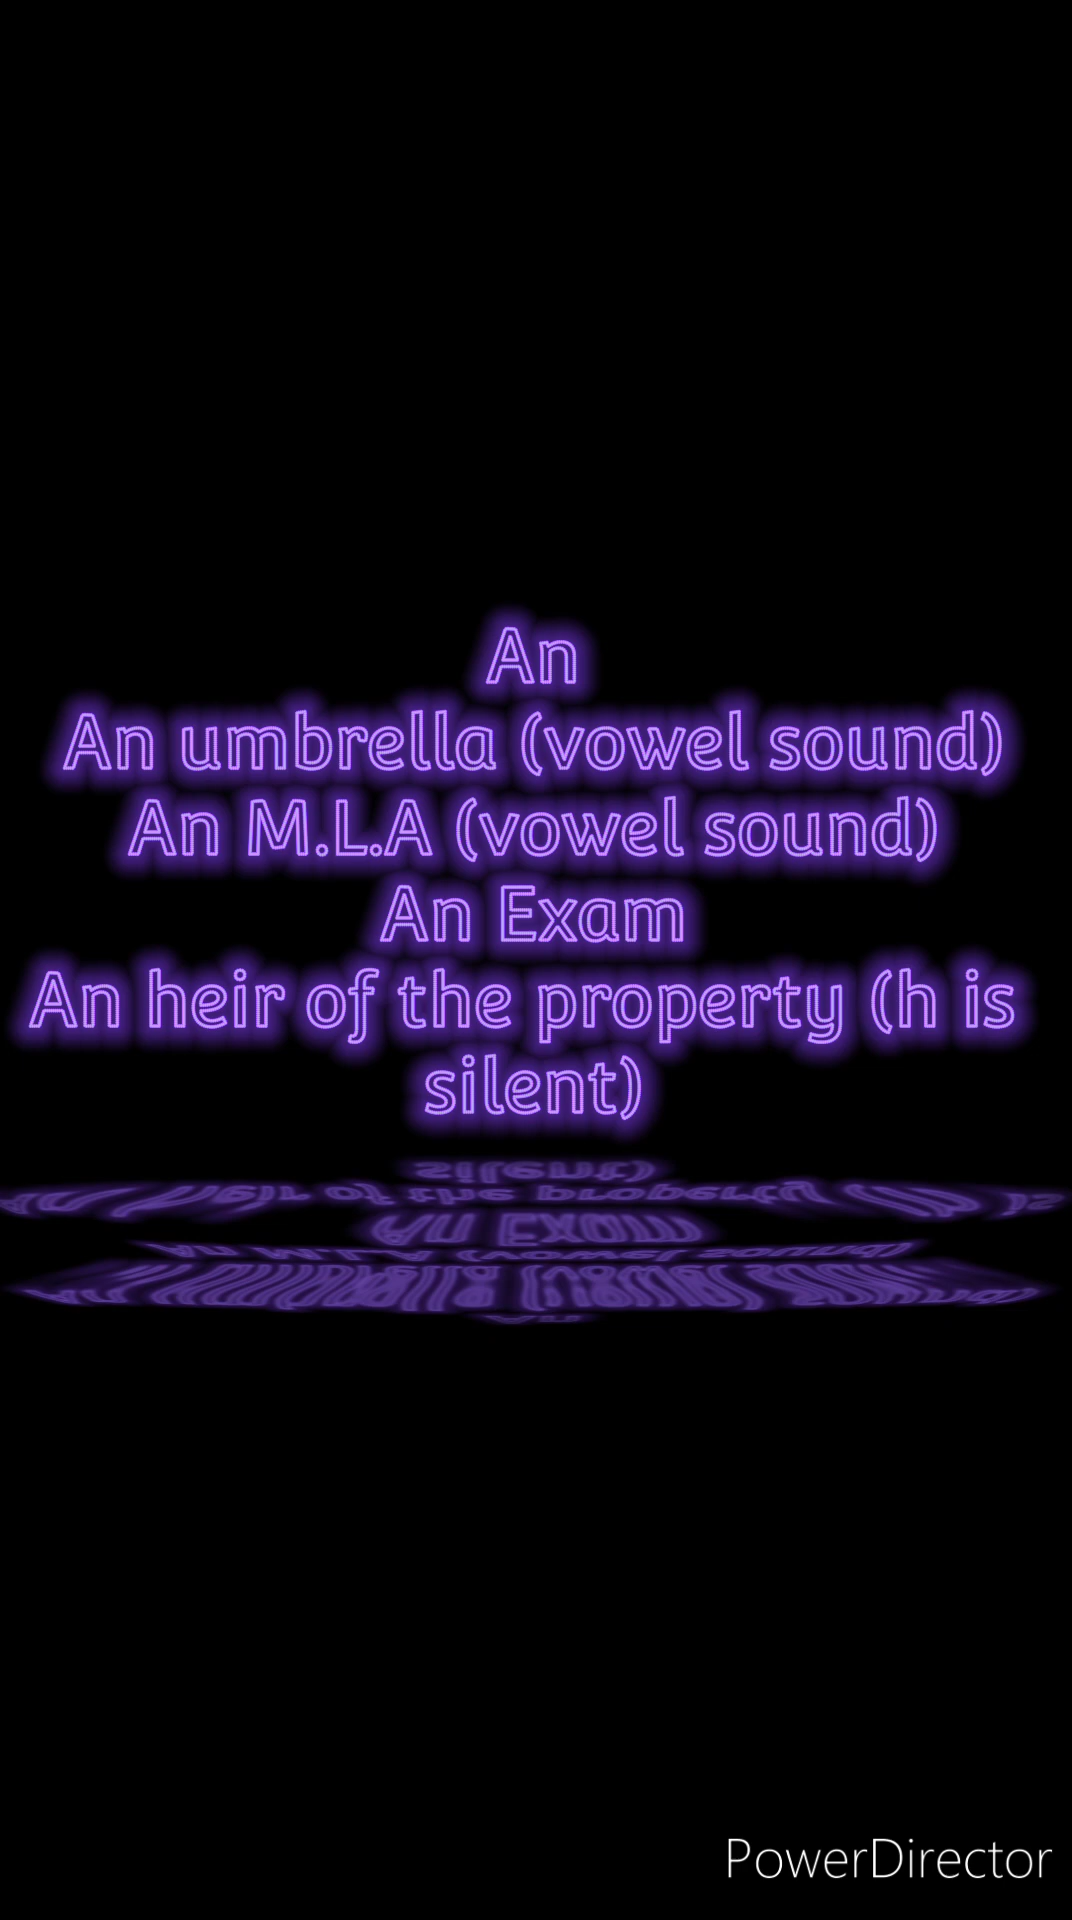 An
An umbrella (vowel sound)
An M.L.A (vowel sound)
An Exam
An heir of the property (h is
silent)
PowerDirector